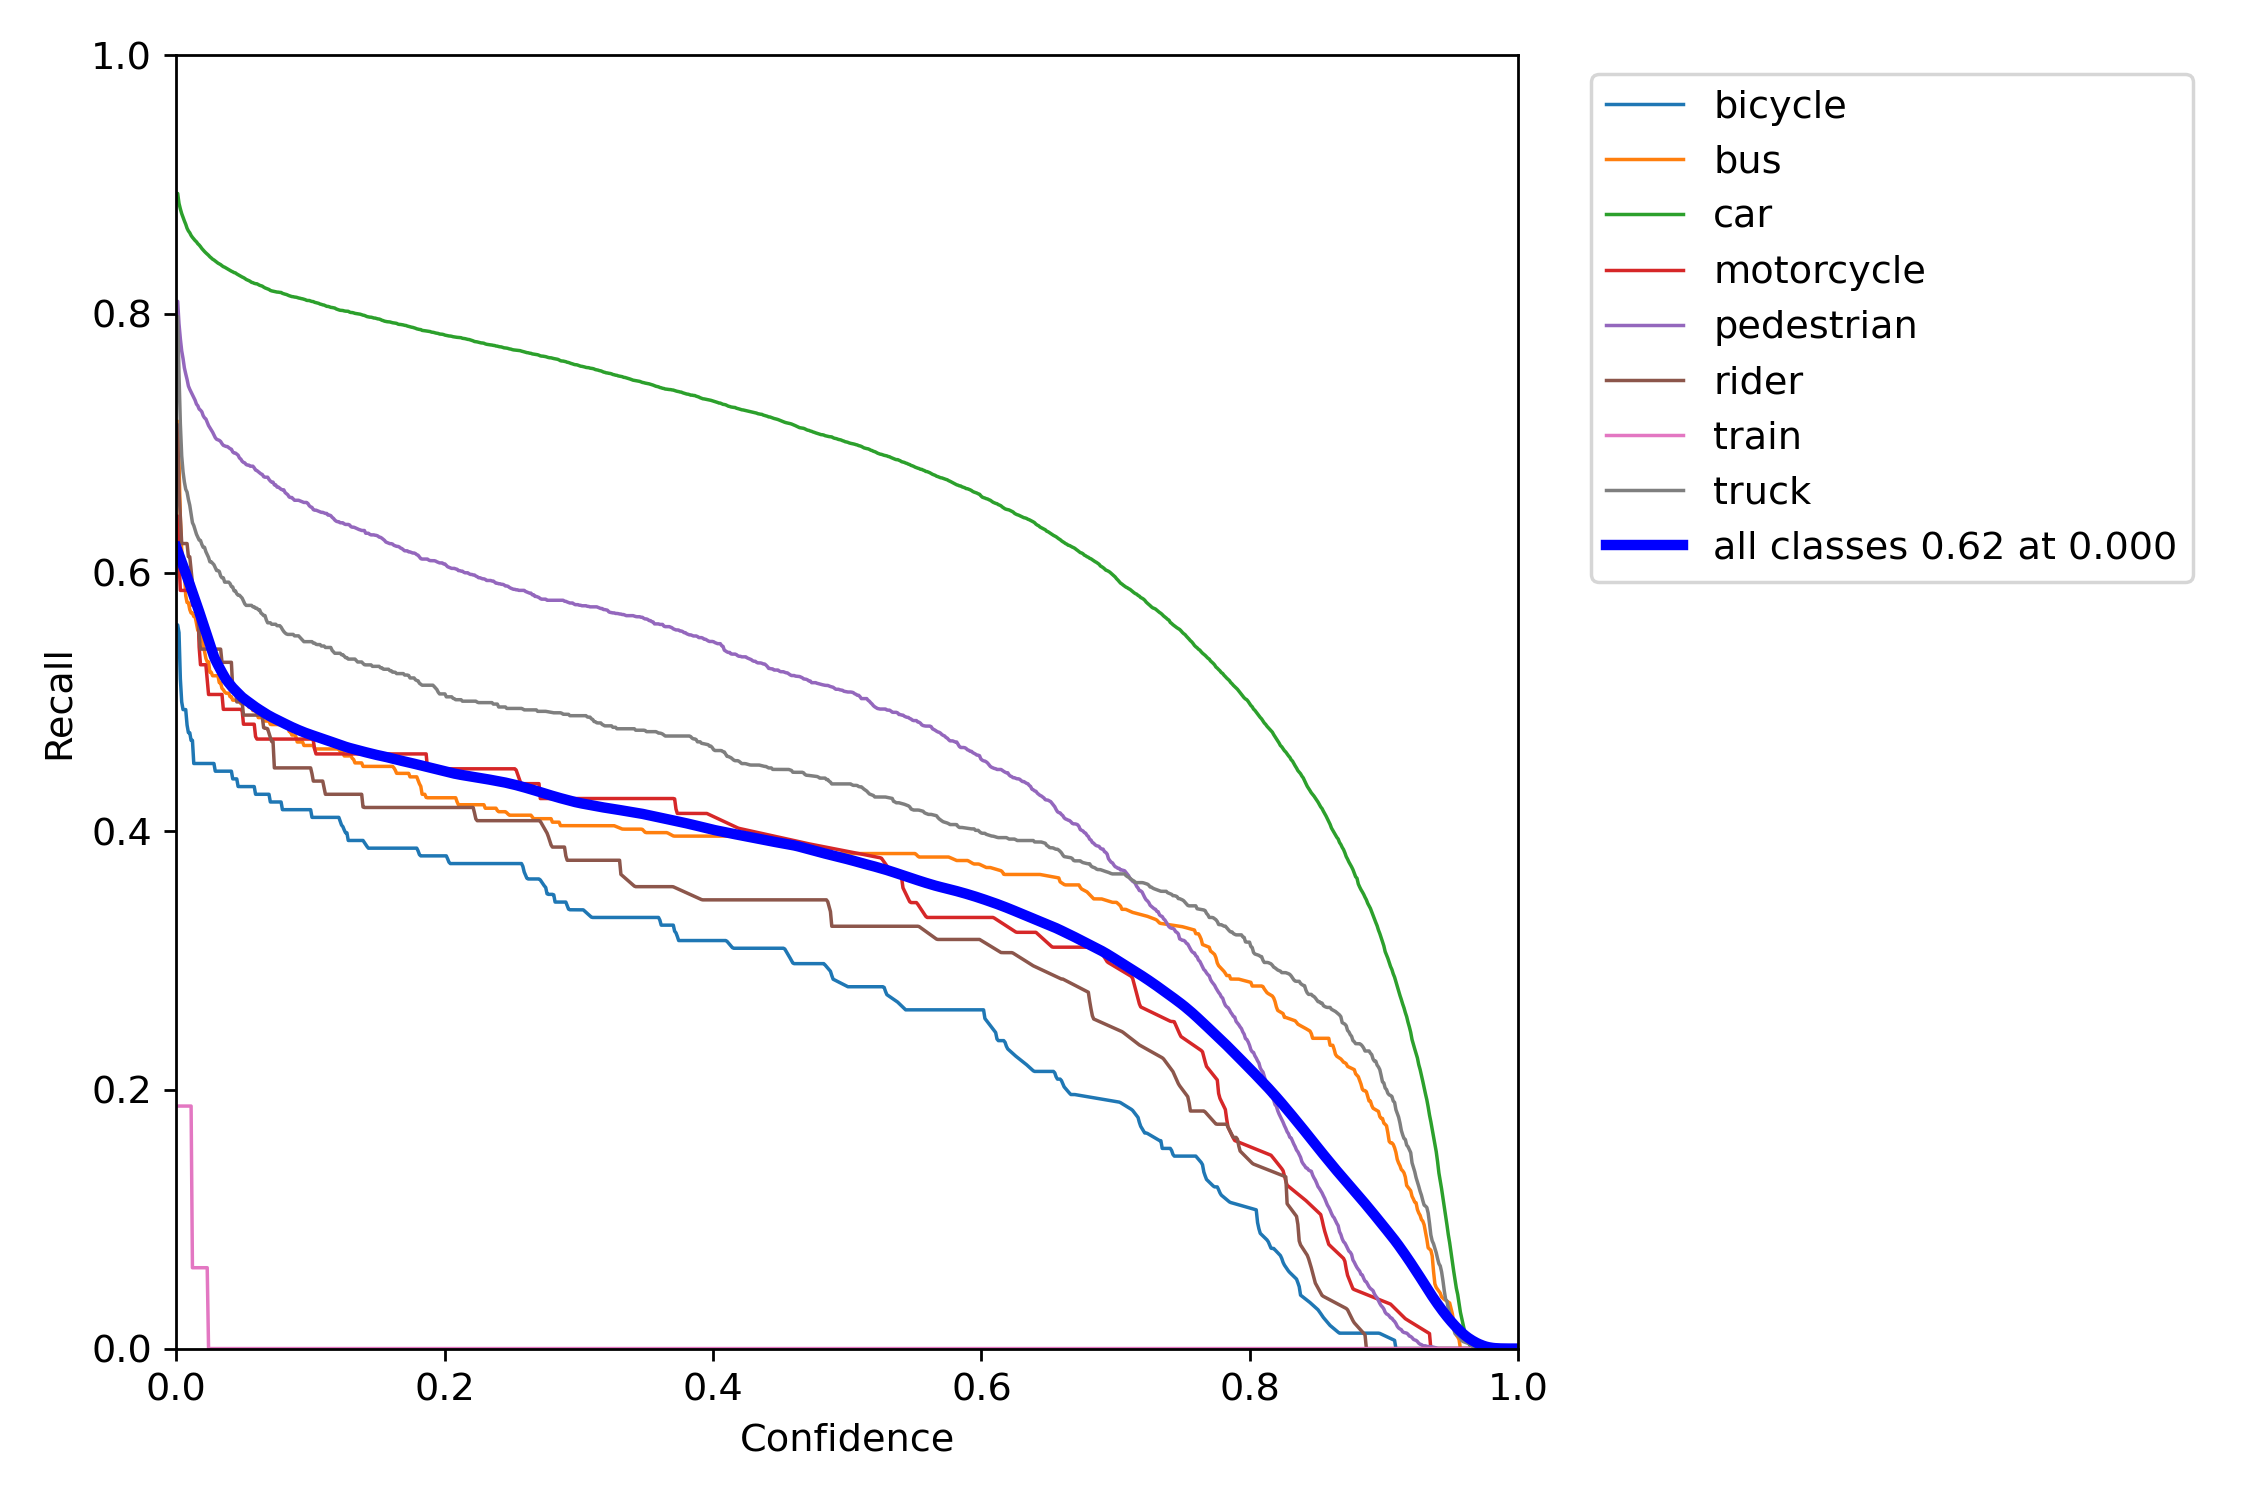 1.0
0.8
0.6
0.4
0.2
0.0
Recall
0.0 0.2 0.4 0.6 0.8 1.0
Confidence
bicycle
bus
car
motorcycle
pedestrian
rider
train
truck
all classes 0.62 at 0.000